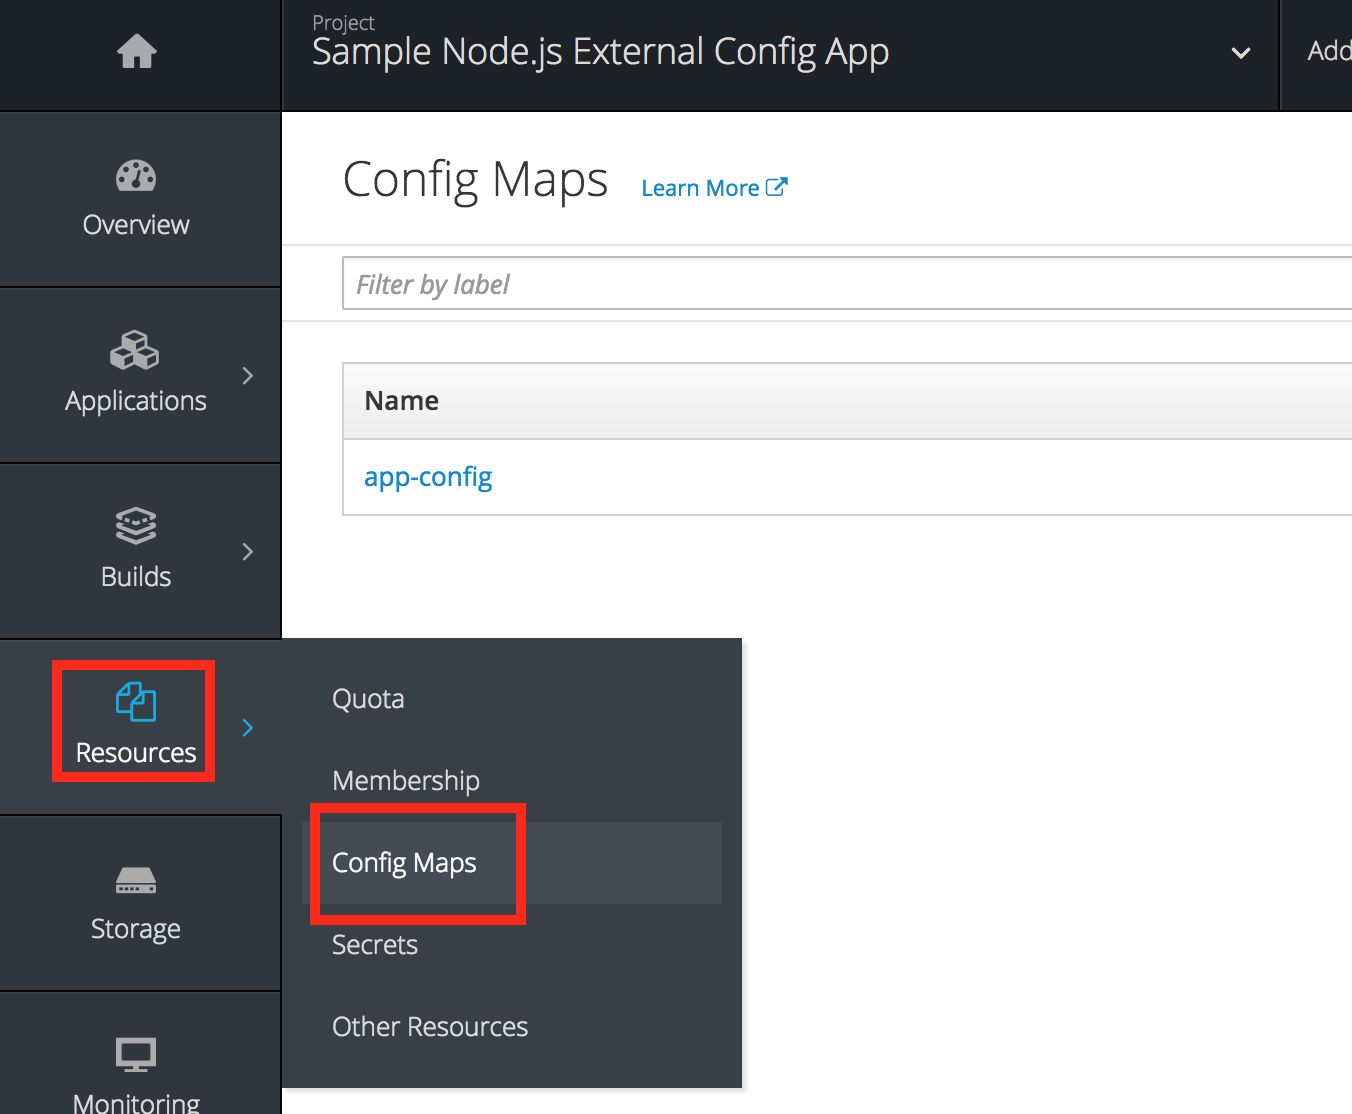 Project
Sample Node.js External Config App
Add
Config Maps Learn More
Filter by label
Name
app-config
Overview
Applications
Builds
Resources
Storage
Monitoring
Quota
Membership
Config Maps
Secrets
Other Resources